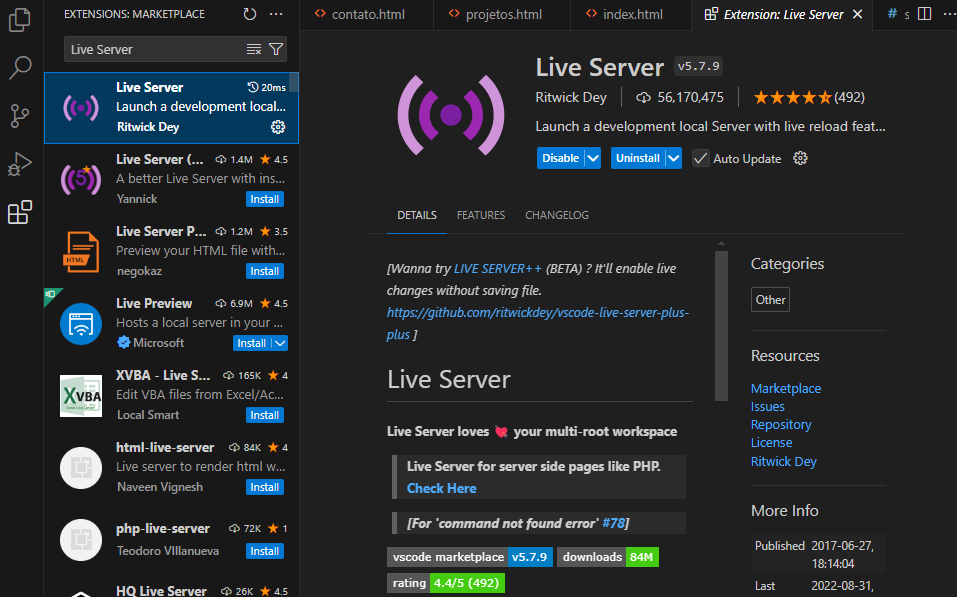 EXTENSIONS: MARKETPLACE
Live Server
Live Server 20ms
Launch a development local...
Ritwick Dey
Live Server (... 1.4M 4.5
A better Live Server with ins...
Yannick Install
Live Server P... 1.2M 3.5
Preview your HTML file with...
negokaz Install
Live Preview 6.9M 4.5
Hosts a local server in your ...
Microsoft Install
XVBA - Live S... 165K 4
Edit VBA files from Excel/Ac...
Local Smart Install
html-live-server 84K 4
Live server to render html w...
Naveen Vignesh Install
php-live-server 72K 1
Teodoro VIllanueva Install
HQ Live Server 26K 4.5
contato.html projetos.html index.html Extension: Live Server # s
Live Server v5.7.9
Ritwick Dey 56,170,475 (492)
Launch a development local Server with live reload feat...
Disable Uninstall Auto Update
DETAILS FEATURES CHANGELOG
[Wanna try LIVE SERVER++ (BETA) ? It'll enable live
changes without saving file.
https://github.com/ritwickdey/vscode-live-server-plus-
plus ]
Live Server
Live Server loves 💘 your multi-root workspace
Live Server for server side pages like PHP.
Check Here
[For 'command not found error' #78]
vscode marketplace v5.7.9 downloads 84M
rating 4.4/5 (492)
Categories
Other
Resources
Marketplace
Issues
Repository
License
Ritwick Dey
More Info
Published 2017-06-27,
18:14:04
Last 2022-08-31,